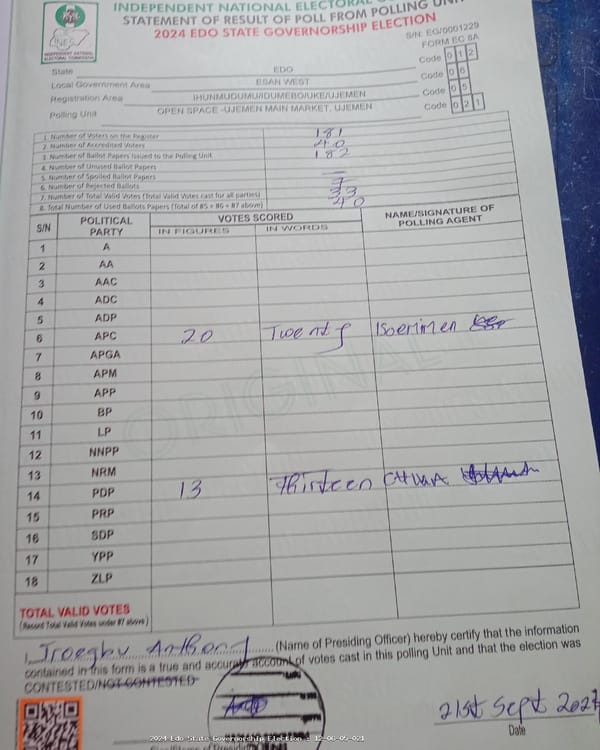 INDEPENDENT NATIONAL ELECTORAL
STATEMENT OF RESULT OF POLL FROM POLLING UNIT
2024 EDO STATE GOVERNORSHIP ELECTION
INDEPENDENT NATIONAL ELECTORAL COMMISSION
S/N: EG/0001229
FORM EC 8A
State EDO Code 0 1 2
Local Government Area ESAN WEST Code 0 6
Registration Area IHUNMUDUMU/IDUMEBO/UKE/UJEMEN Code 0 5
Polling Unit OPEN SPACE -UJEMEN MAIN MARKET, UJEMEN Code 0 2 1
1. Number of Voters on the Register 181
2. Number of Accredited Voters 40
3. Number of Ballot Papers Issued to the Polling Unit 182
4. Number of Unused Ballot Papers
5. Number of Spoiled Ballot Papers —
6. Number of Rejected Ballots 7
7. Number of Total Valid Votes (Total Valid Votes cast for all parties) 33
8. Total Number of Used Ballots Papers (Total of #5 + #6 + #7 above) 40
S/N POLITICAL PARTY VOTES SCORED NAME/SIGNATURE OF POLLING AGENT
IN FIGURES IN WORDS
1 A
2 AA
3 AAC
4 ADC
5 ADP
6 APC 20 Twenty
7 APGA
8 APM
9 APP
10 BP
11 LP
12 NNPP
13 NRM
14 PDP 13 Thirteen
15 PRP
16 SDP
17 YPP
18 ZLP
ORIGINAL
TOTAL VALID VOTES
(Record Total Valid Votes under #7 above)
I, Iroegbu Anthony (Name of Presiding Officer) hereby certify that the information
contained in this form is a true and accurate account of votes cast in this polling Unit and that the election was
CONTESTED/NOT CONTESTED
21st Sept 2024
Date
2024 Edo State Governorship Election : 12-06-05-021